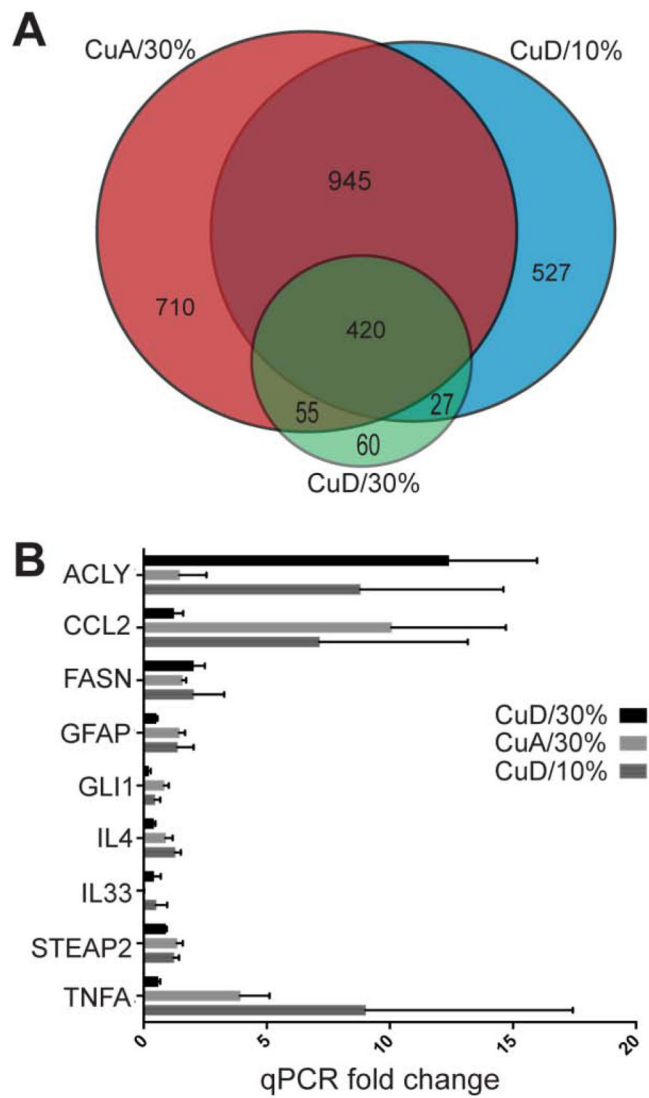 A
CuA/30%
CuD/10%
945
527
710
420
55
27
60
CuD/30%
B
ACLY
CCL2
FASN
GFAP
GLI1
IL4
IL33
STEAP2
TNFA
CuD/30%
CuA/30%
CuD/10%
0 5 10 15 20
qPCR fold change